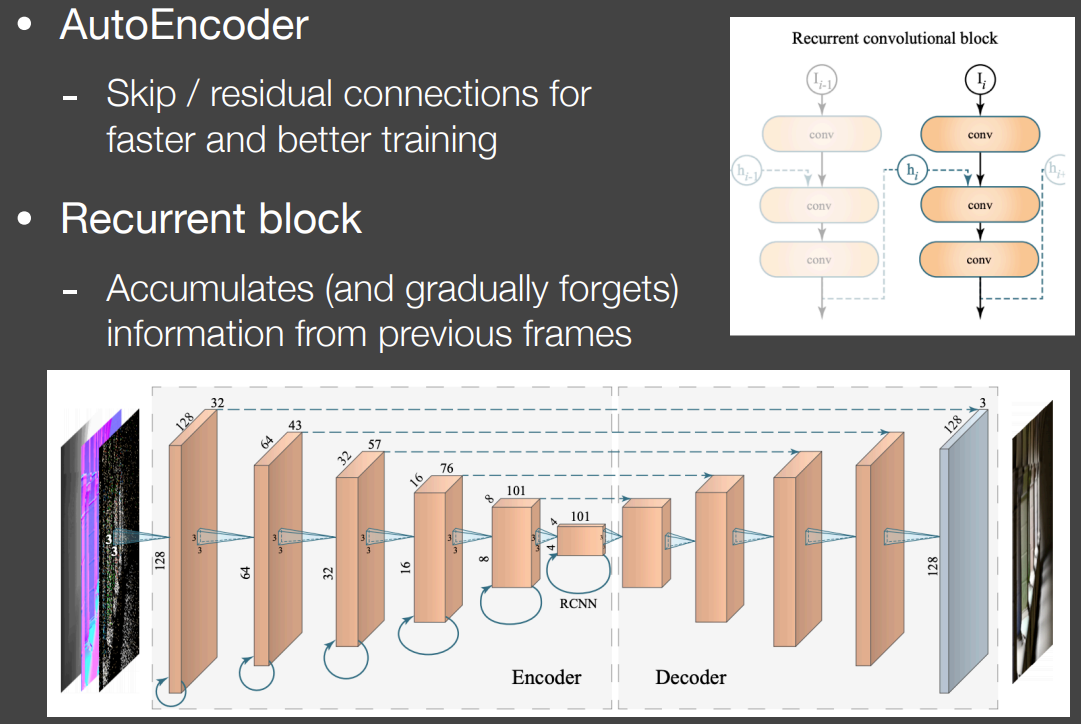 • AutoEncoder
- Skip / residual connections for
faster and better training
• Recurrent block
- Accumulates (and gradually forgets)
information from previous frames
Recurrent convolutional block
I_{i-1} I_i
conv conv
h_{i-1} h_i h_{i+
conv conv
conv conv
32 3
128 43 128
64 57
32 76
16 101
8 101
4
3 3 3 3 3 3 3
3 3 3 3 3 3
128 64 32 16 8 4 128
RCNN
Encoder Decoder